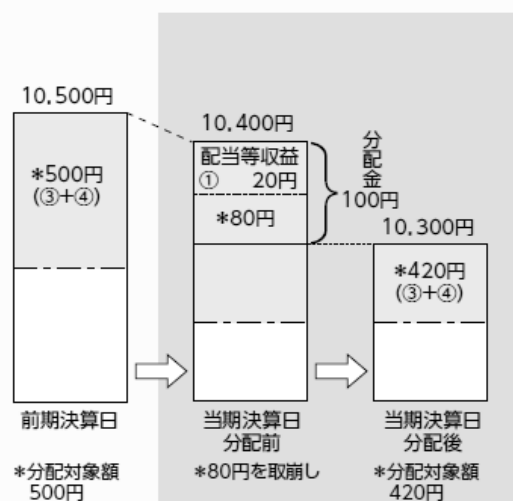 10,500円
*500円
(③+④)
前期決算日
*分配対象額
500円
10,400円
配当等収益
① 20円
*80円
分配金
100円
当期決算日
分配前
*80円を取崩し
10,300円
*420円
(③+④)
当期決算日
分配後
*分配対象額
420円